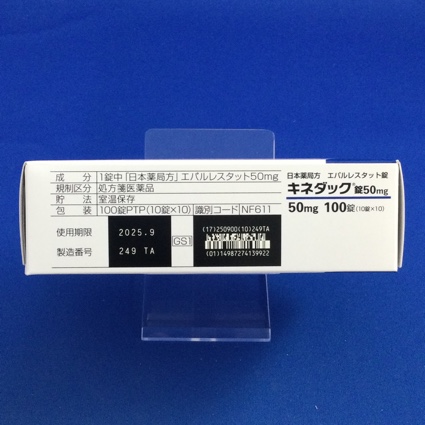 成分 1錠中「日本薬局方」エパルレスタット50mg
規制区分 処方箋医薬品
貯法 室温保存
包装 100錠PTP(10錠×10) 識別コード NF611
使用期限 2025.9
製造番号 249 TA
GS1
(17)250900(10)249TA
(01)14987274139922
日本薬局方 エパルレスタット錠
キネダック®錠50mg
50mg 100錠(10錠×10)